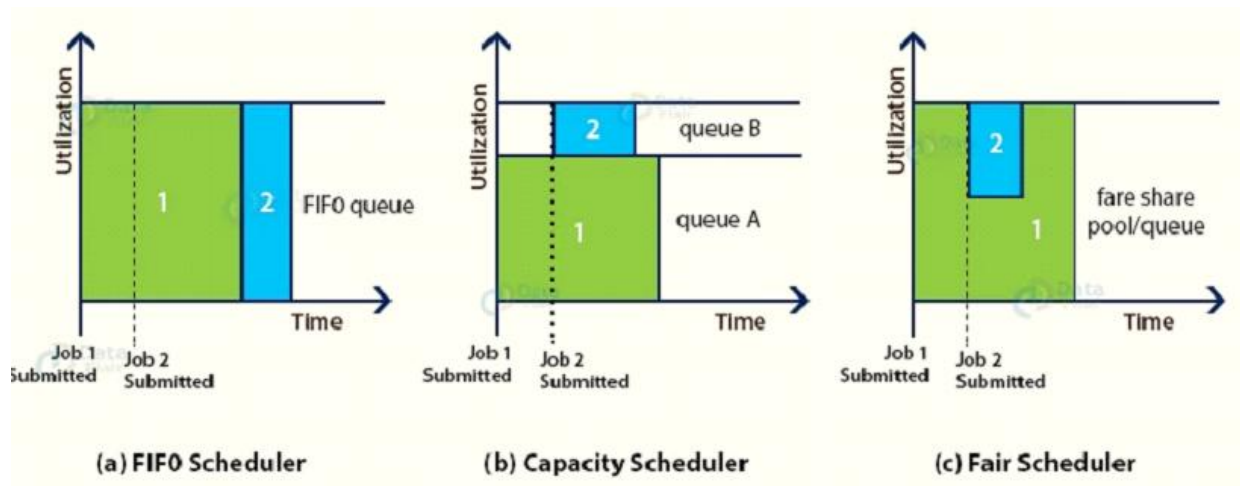 Utilization
1
2
FIFO queue
Time
Job 1
Submitted
Job 2
Submitted
(a) FIFO Scheduler
Utilization
2
queue B
1
queue A
Time
Job 1
Submitted
Job 2
Submitted
(b) Capacity Scheduler
Utilization
2
1
fare share
pool/queue
Time
Job 1
Submitted
Job 2
Submitted
(c) Fair Scheduler
Data